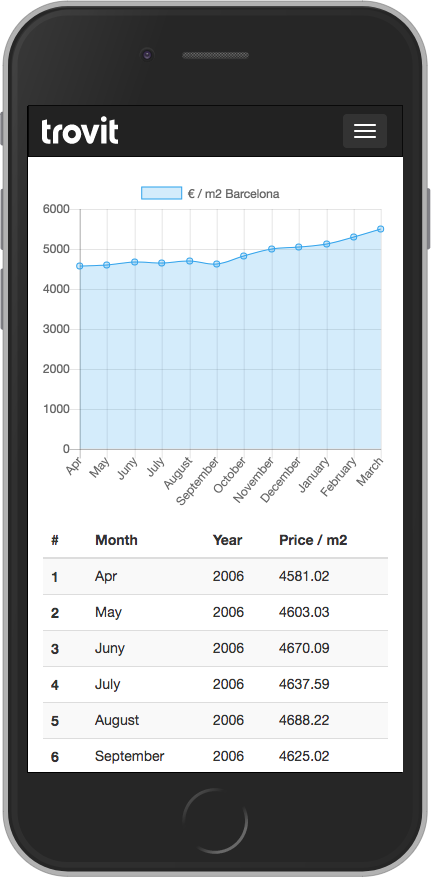 trovit
€ / m2 Barcelona
6000
5000
4000
3000
2000
1000
0
Apr May Juny July August September October November December January February March
# Month Year Price / m2
1 Apr 2006 4581.02
2 May 2006 4603.03
3 Juny 2006 4670.09
4 July 2006 4637.59
5 August 2006 4688.22
6 September 2006 4625.02